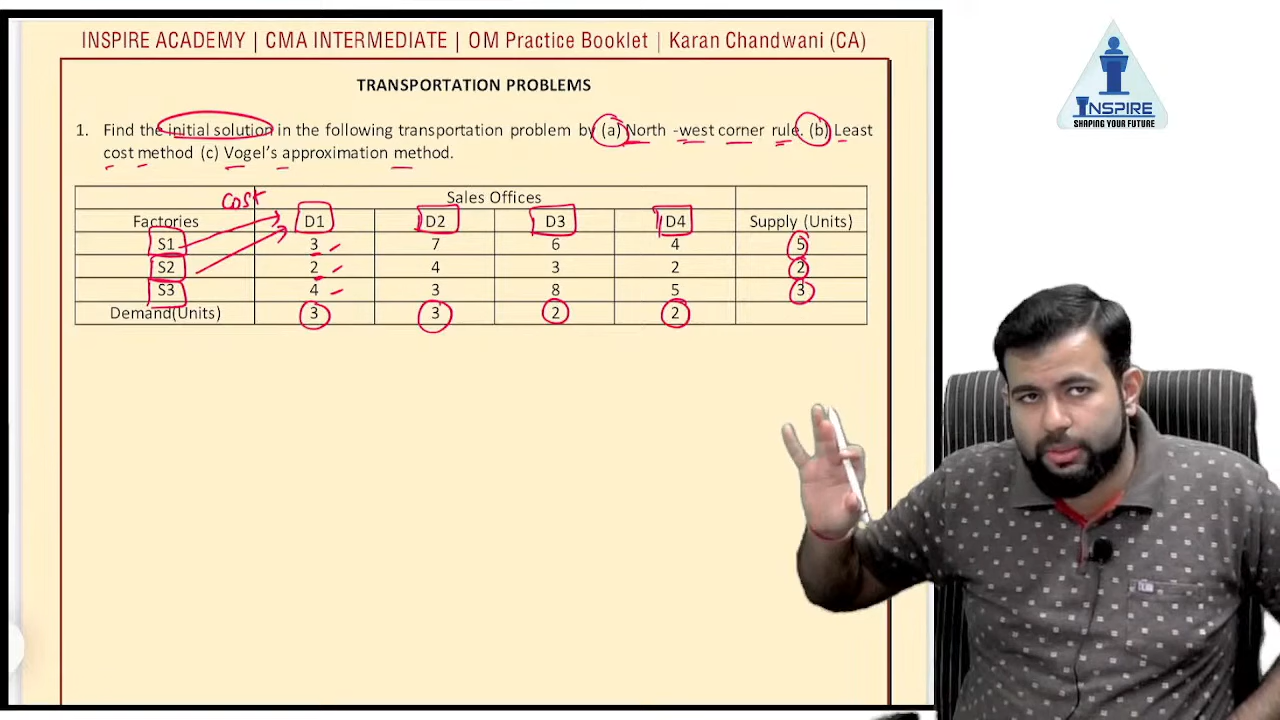 INSPIRE ACADEMY | CMA INTERMEDIATE | OM Practice Booklet | Karan Chandwani (CA)
TRANSPORTATION PROBLEMS
1. Find the initial solution in the following transportation problem by (a) North -west corner rule. (b) Least
cost method (c) Vogel's approximation method.
cost
Sales Offices
Factories D1 D2 D3 D4 Supply (Units)
S1 3 7 6 4 5
S2 2 4 3 2 2
S3 4 3 8 5 3
Demand(Units) 3 3 2 2
INSPIRE
SHAPING YOUR FUTURE